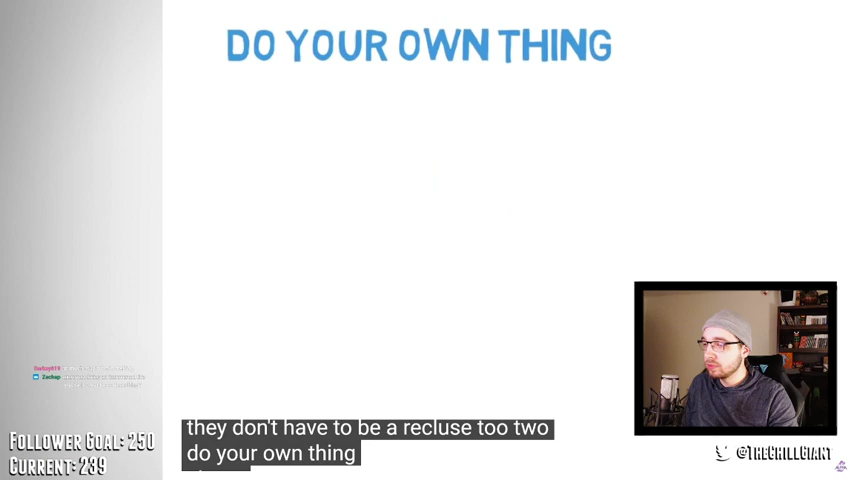 DO YOUR OWN THING
Zachap
they don't have to be a recluse too two
do your own thing
Follower Goal: 250
Current: 239
@TheChillGiant